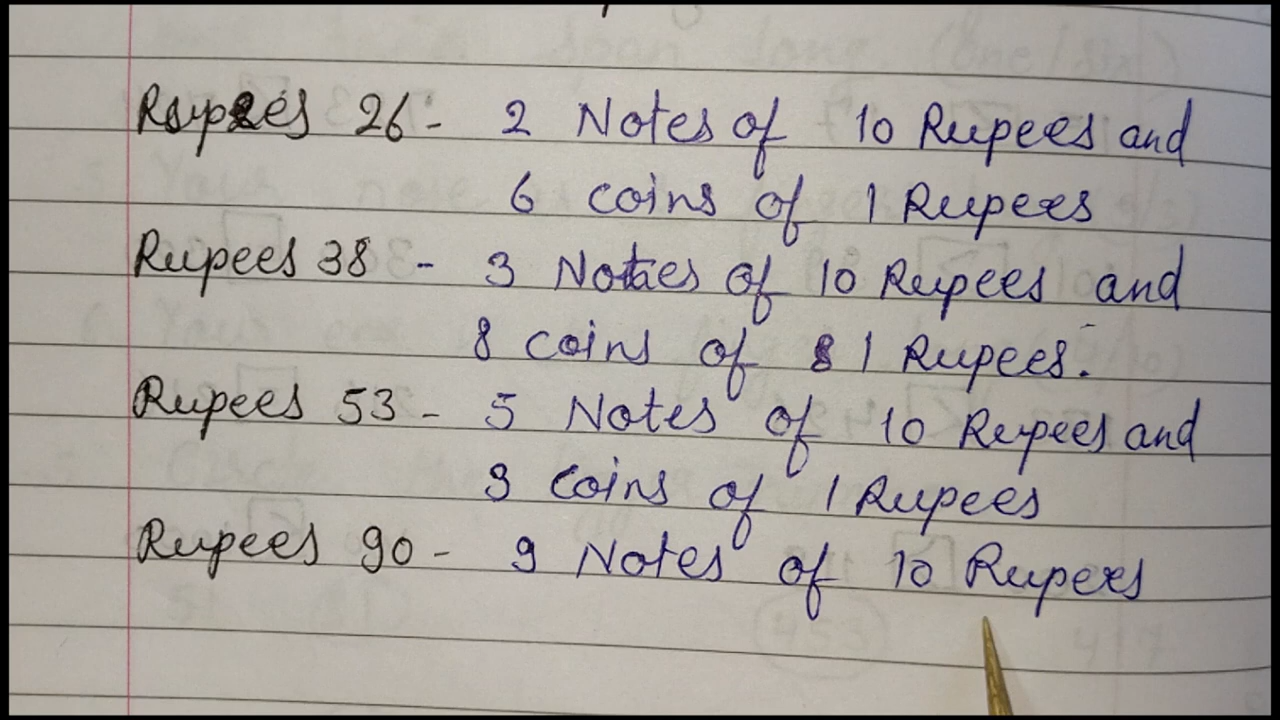 Rupees 26 - 2 Notes of 10 Rupees and
6 coins of 1 Rupees
Rupees 38 - 3 Notes of 10 Rupees and
8 coins of 1 Rupees.
Rupees 53 - 5 Notes of 10 Rupees and
3 coins of 1 Rupees
Rupees 90 - 9 Notes of 10 Rupees